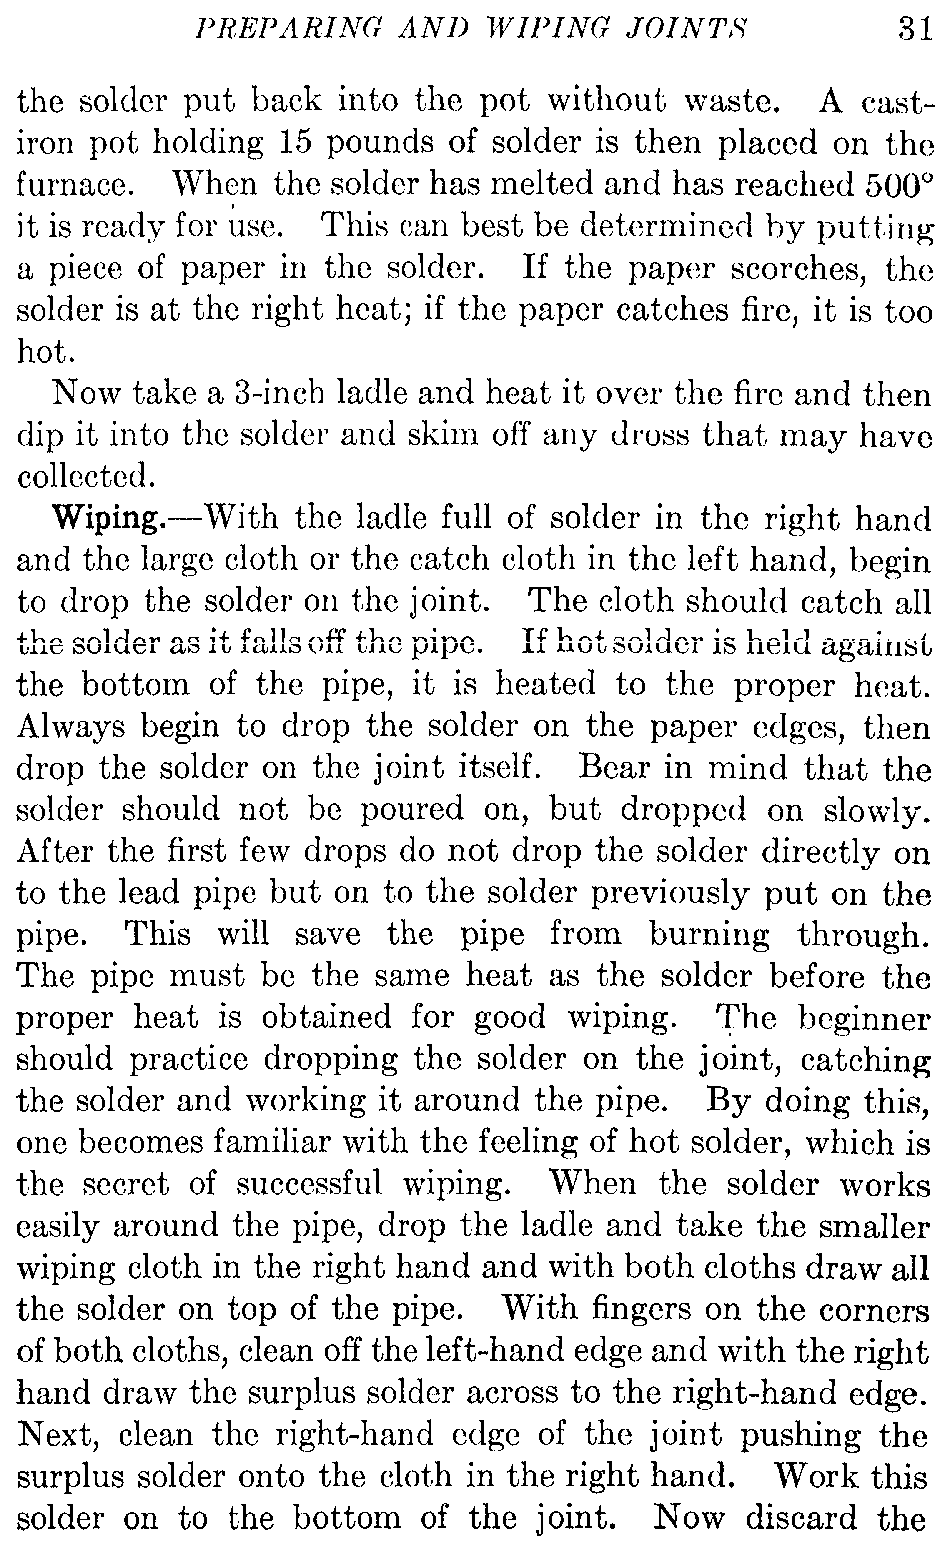 PREPARING AND WIPING JOINTS 31
the solder put back into the pot without waste. A cast-
iron pot holding 15 pounds of solder is then placed on the
furnace. When the solder has melted and has reached 500°
it is ready for use. This can best be determined by putting
a piece of paper in the solder. If the paper scorches, the
solder is at the right heat; if the paper catches fire, it is too
hot.
Now take a 3-inch ladle and heat it over the fire and then
dip it into the solder and skim off any dross that may have
collected.
Wiping.—With the ladle full of solder in the right hand
and the large cloth or the catch cloth in the left hand, begin
to drop the solder on the joint. The cloth should catch all
the solder as it falls off the pipe. If hot solder is held against
the bottom of the pipe, it is heated to the proper heat.
Always begin to drop the solder on the paper edges, then
drop the solder on the joint itself. Bear in mind that the
solder should not be poured on, but dropped on slowly.
After the first few drops do not drop the solder directly on
to the lead pipe but on to the solder previously put on the
pipe. This will save the pipe from burning through.
The pipe must be the same heat as the solder before the
proper heat is obtained for good wiping. The beginner
should practice dropping the solder on the joint, catching
the solder and working it around the pipe. By doing this,
one becomes familiar with the feeling of hot solder, which is
the secret of successful wiping. When the solder works
easily around the pipe, drop the ladle and take the smaller
wiping cloth in the right hand and with both cloths draw all
the solder on top of the pipe. With fingers on the corners
of both cloths, clean off the left-hand edge and with the right
hand draw the surplus solder across to the right-hand edge.
Next, clean the right-hand edge of the joint pushing the
surplus solder onto the cloth in the right hand. Work this
solder on to the bottom of the joint. Now discard the